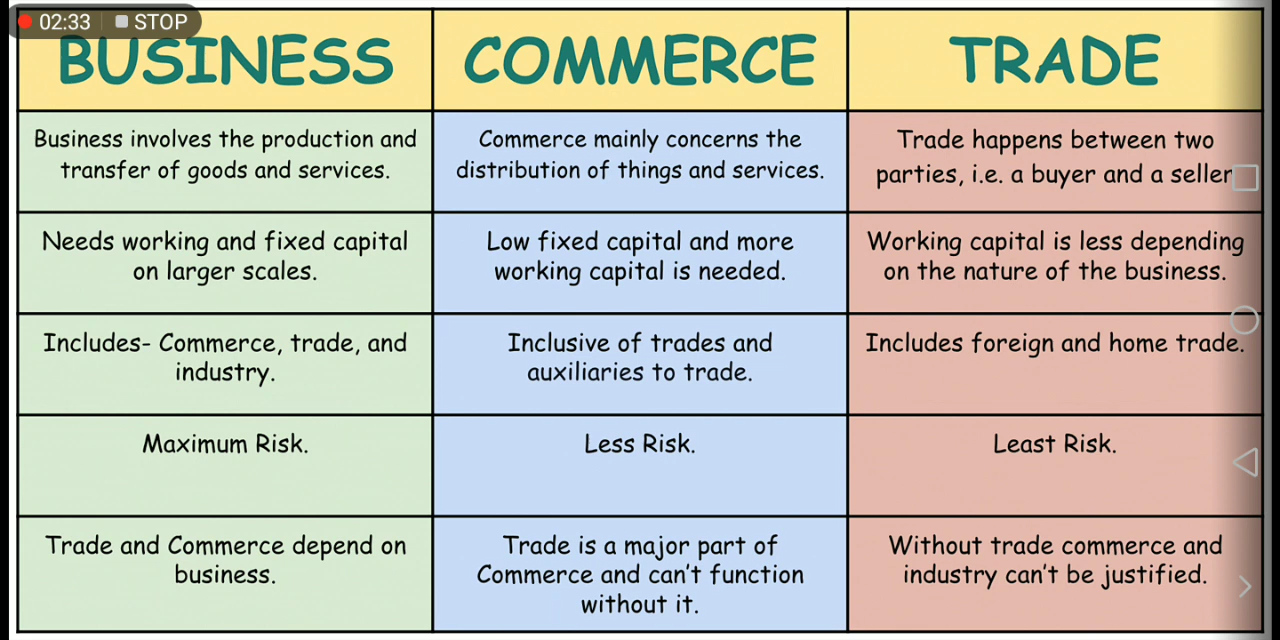 02:33 STOP
BUSINESS
COMMERCE
TRADE
Business involves the production and
transfer of goods and services.
Commerce mainly concerns the
distribution of things and services.
Trade happens between two
parties, i.e. a buyer and a seller
Needs working and fixed capital
on larger scales.
Low fixed capital and more
working capital is needed.
Working capital is less depending
on the nature of the business.
Includes- Commerce, trade, and
industry.
Inclusive of trades and
auxiliaries to trade.
Includes foreign and home trade.
Maximum Risk.
Less Risk.
Least Risk.
Trade and Commerce depend on
business.
Trade is a major part of
Commerce and can't function
without it.
Without trade commerce and
industry can't be justified.